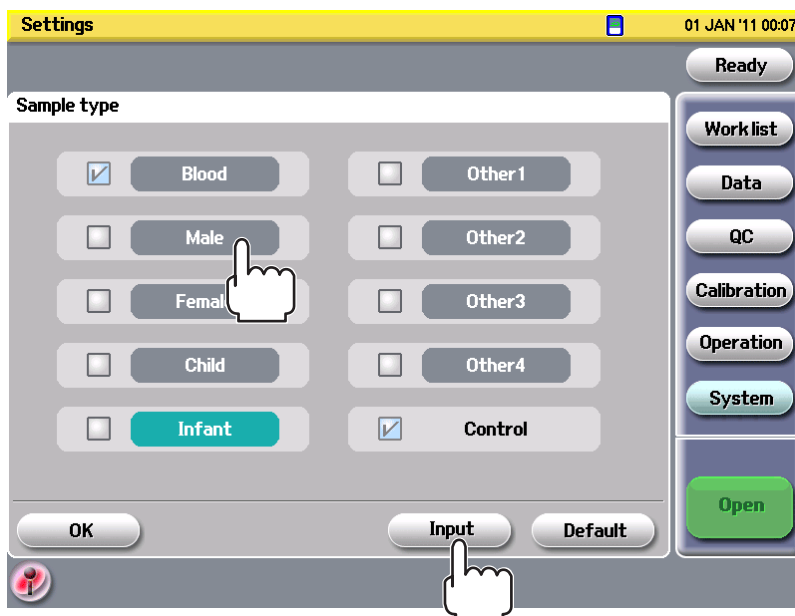 Settings
01 JAN '11 00:07
Ready
Sample type
Blood
Other1
Male
Other2
Other3
Child
Other4
Infant
Control
OK
Input
Default
Work list
Data
QC
Calibration
Operation
System
Open